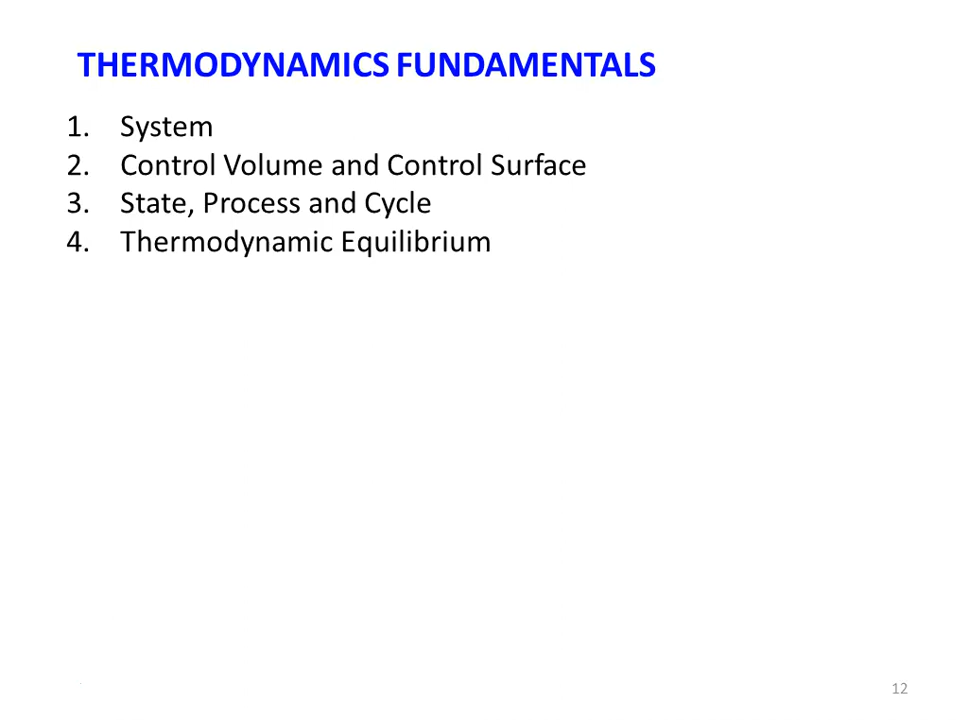 THERMODYNAMICS FUNDAMENTALS
1. System
2. Control Volume and Control Surface
3. State, Process and Cycle
4. Thermodynamic Equilibrium
12